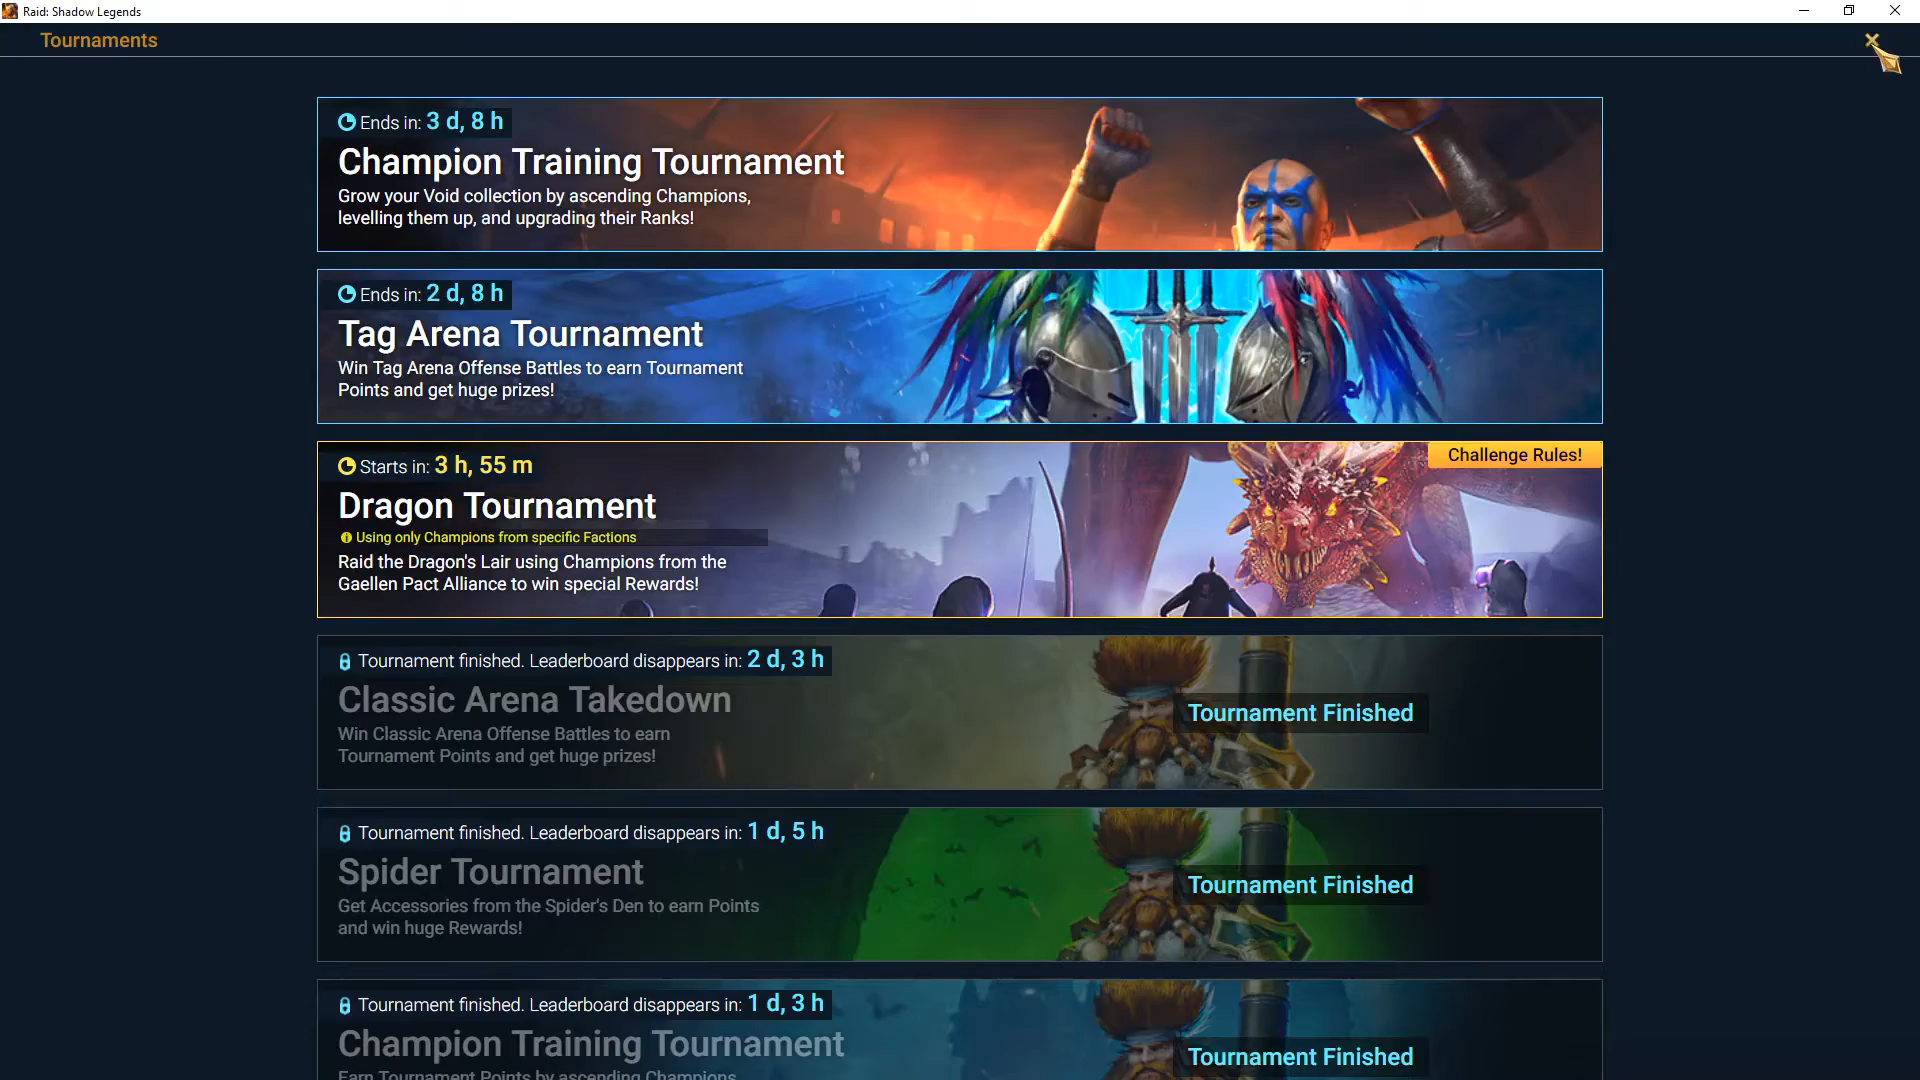 Raid: Shadow Legends
Tournaments
Ends in: 3 d, 8 h
Champion Training Tournament
Grow your Void collection by ascending Champions,
levelling them up, and upgrading their Ranks!
Ends in: 2 d, 8 h
Tag Arena Tournament
Win Tag Arena Offense Battles to earn Tournament
Points and get huge prizes!
Starts in: 3 h, 55 m
Challenge Rules!
Dragon Tournament
Using only Champions from specific Factions
Raid the Dragon's Lair using Champions from the
Gaellen Pact Alliance to win special Rewards!
Tournament finished. Leaderboard disappears in: 2 d, 3 h
Classic Arena Takedown
Tournament Finished
Win Classic Arena Offense Battles to earn
Tournament Points and get huge prizes!
Tournament finished. Leaderboard disappears in: 1 d, 5 h
Spider Tournament
Tournament Finished
Get Accessories from the Spider's Den to earn Points
and win huge Rewards!
Tournament finished. Leaderboard disappears in: 1 d, 3 h
Champion Training Tournament
Tournament Finished
Earn Tournament Points by ascending Champions,